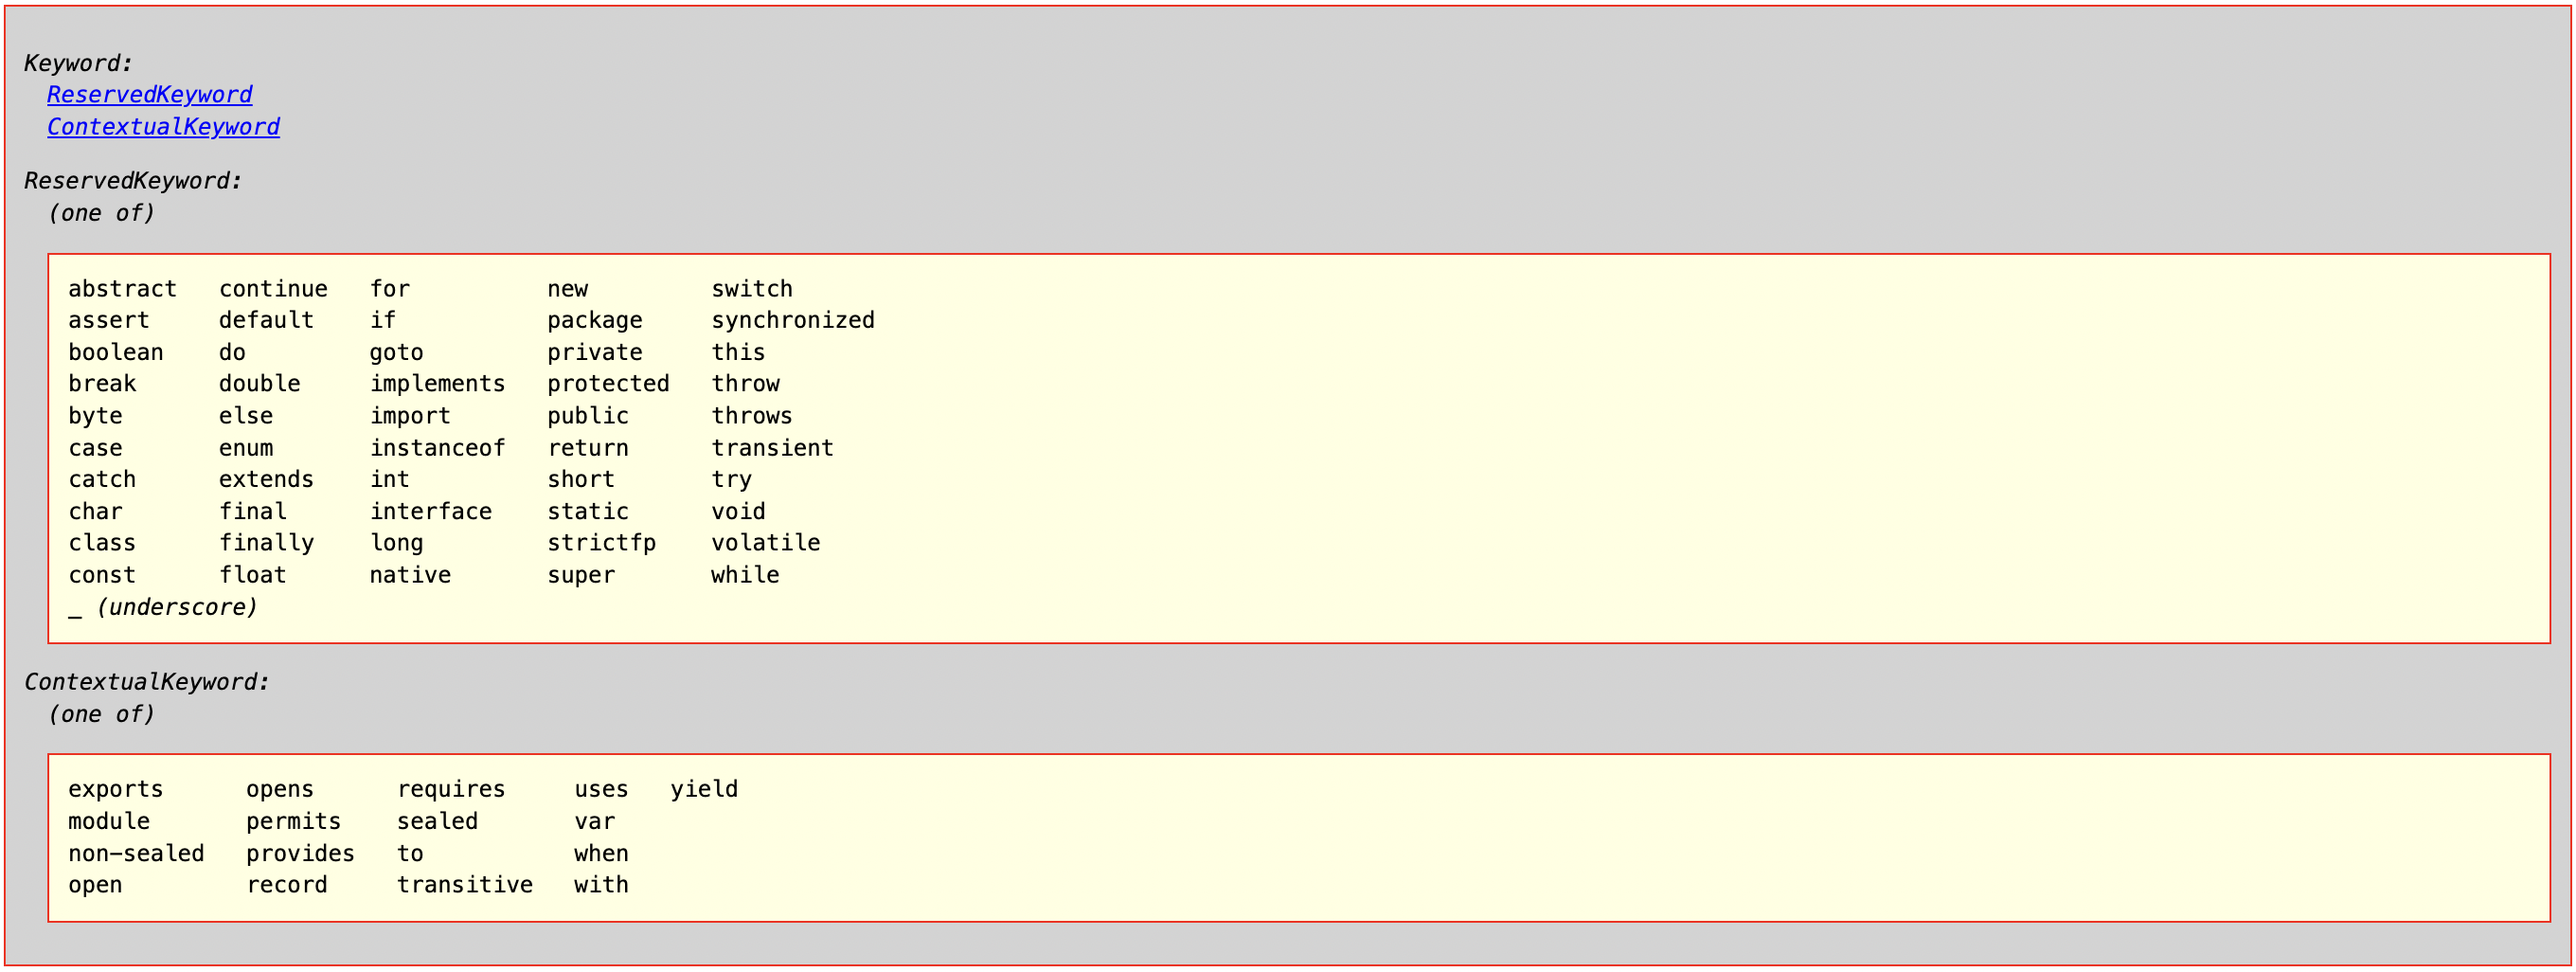 Keyword:
ReservedKeyword
ContextualKeyword
ReservedKeyword:
(one of)
abstract continue for new switch
assert default if package synchronized
boolean do goto private this
break double implements protected throw
byte else import public throws
case enum instanceof return transient
catch extends int short try
char final interface static void
class finally long strictfp volatile
const float native super while
_ (underscore)
ContextualKeyword:
(one of)
exports opens requires uses yield
module permits sealed var
non-sealed provides to when
open record transitive with